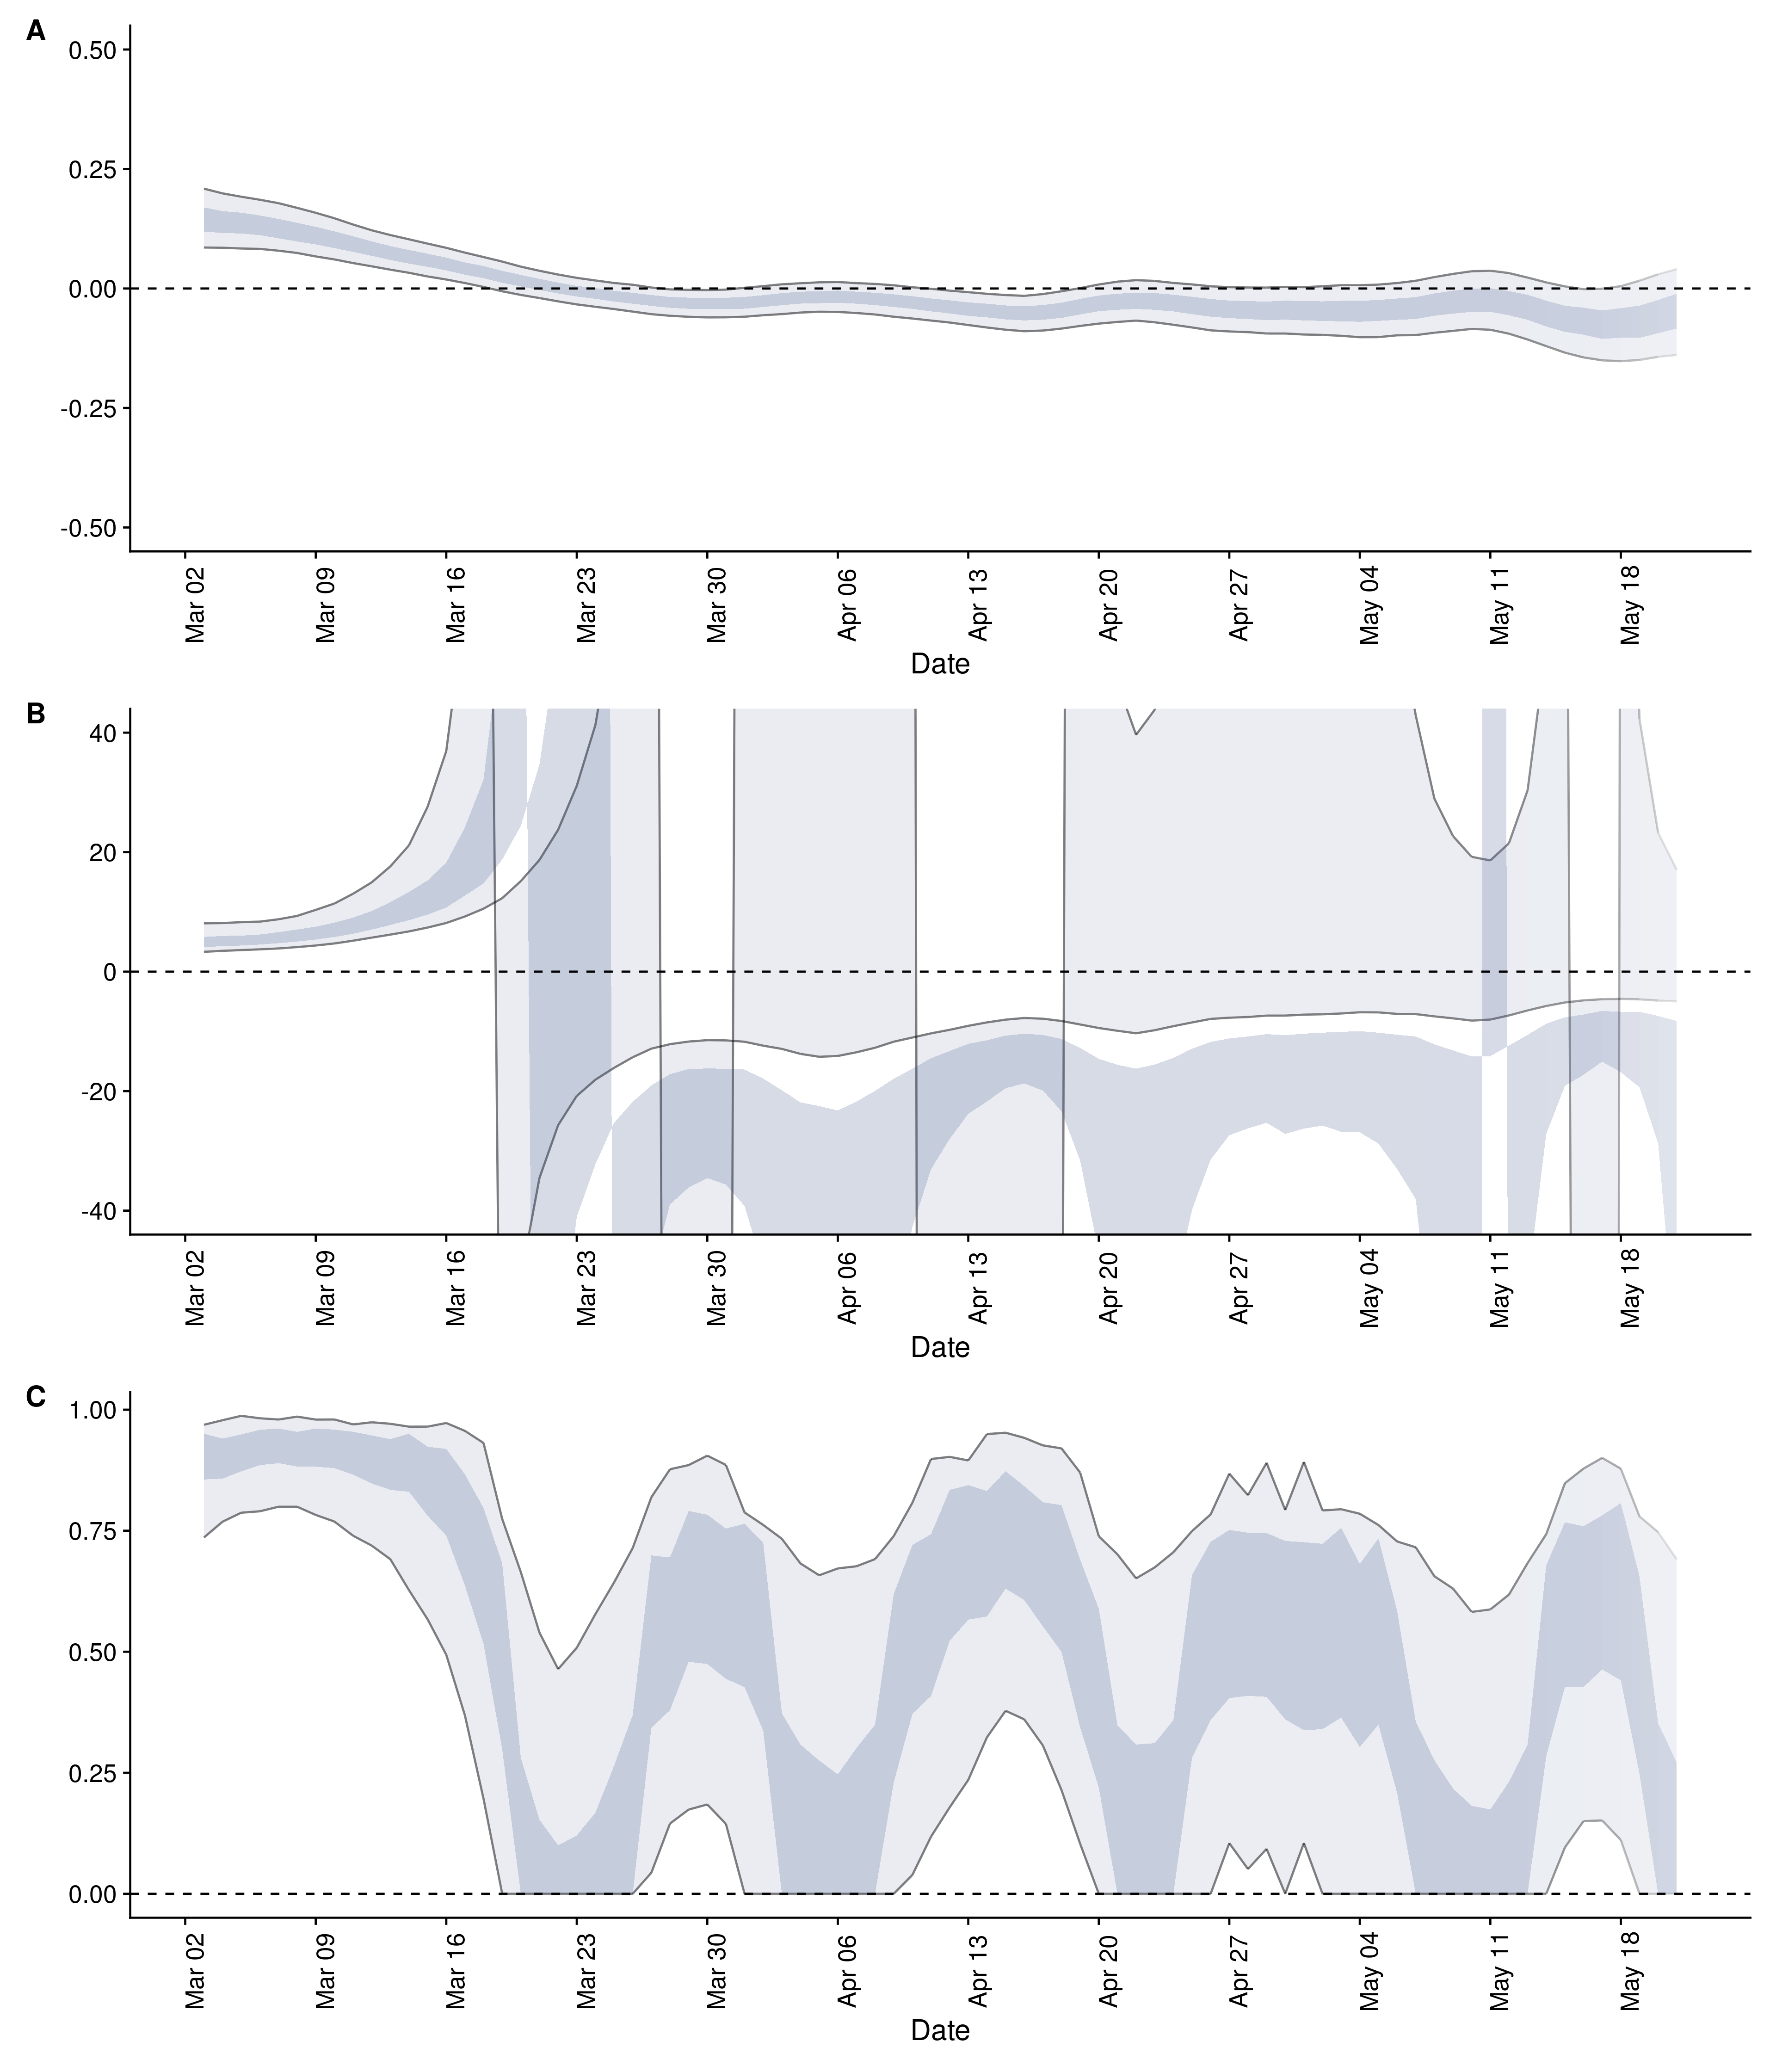 A
0.50
0.25
0.00
-0.25
-0.50
Mar 02
Mar 09
Mar 16
Mar 23
Mar 30
Apr 06
Apr 13
Apr 20
Apr 27
May 04
May 11
May 18
Date
B
40
20
0
-20
-40
Mar 02
Mar 09
Mar 16
Mar 23
Mar 30
Apr 06
Apr 13
Apr 20
Apr 27
May 04
May 11
May 18
Date
C
1.00
0.75
0.50
0.25
0.00
Mar 02
Mar 09
Mar 16
Mar 23
Mar 30
Apr 06
Apr 13
Apr 20
Apr 27
May 04
May 11
May 18
Date